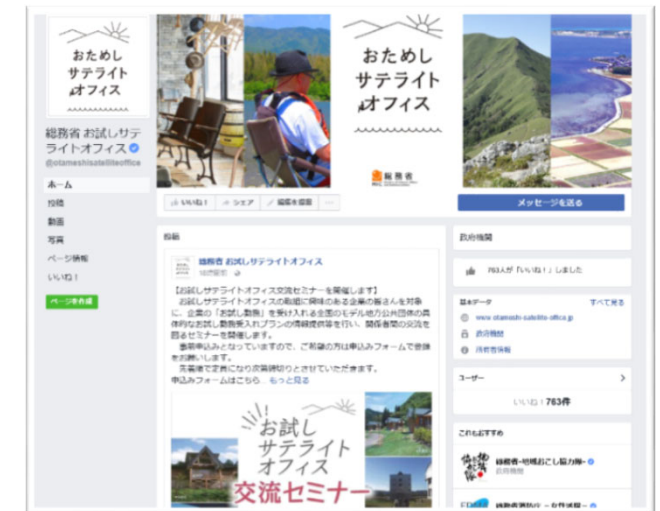 おためし
サテライト
オフィス
総務省 お試しサテ
ライトオフィス
@otameshisatelliteoffice
ホーム
投稿
動画
写真
ページ情報
いいね!
ページを作成
おためし
サテライト
オフィス
総務省
いいね!
シェア
編集を提案
メッセージを送る
投稿
総務省 お試しサテライトオフィス
【お試しサテライトオフィス交流セミナーを開催します】
お試しサテライトオフィスの取組に興味のある企業の皆さんを対象
に、企業の「お試し勤務」を受け入れる全国のモデル地方公共団体の具
体的なお試し勤務受入れプランの情報提供等を行い、関係者間の交流を
図るセミナーを開催します。
事前申込みとなっていますので、ご希望の方は申込みフォームで登録
をお願いします。
先着順で定員になり次第締切りとさせていただきます。
申込みフォームはこちら... もっと見る
お試し
サテライト
オフィス
交流セミナー
政府機関
763人が「いいね!」しました
基本データ
すべて見る
www.otameshi-satellite-office.jp
政府機関
所有者情報
ユーザー
いいね! 763件
これもおすすめ
総務省-地域おこし協力隊-
政府機関